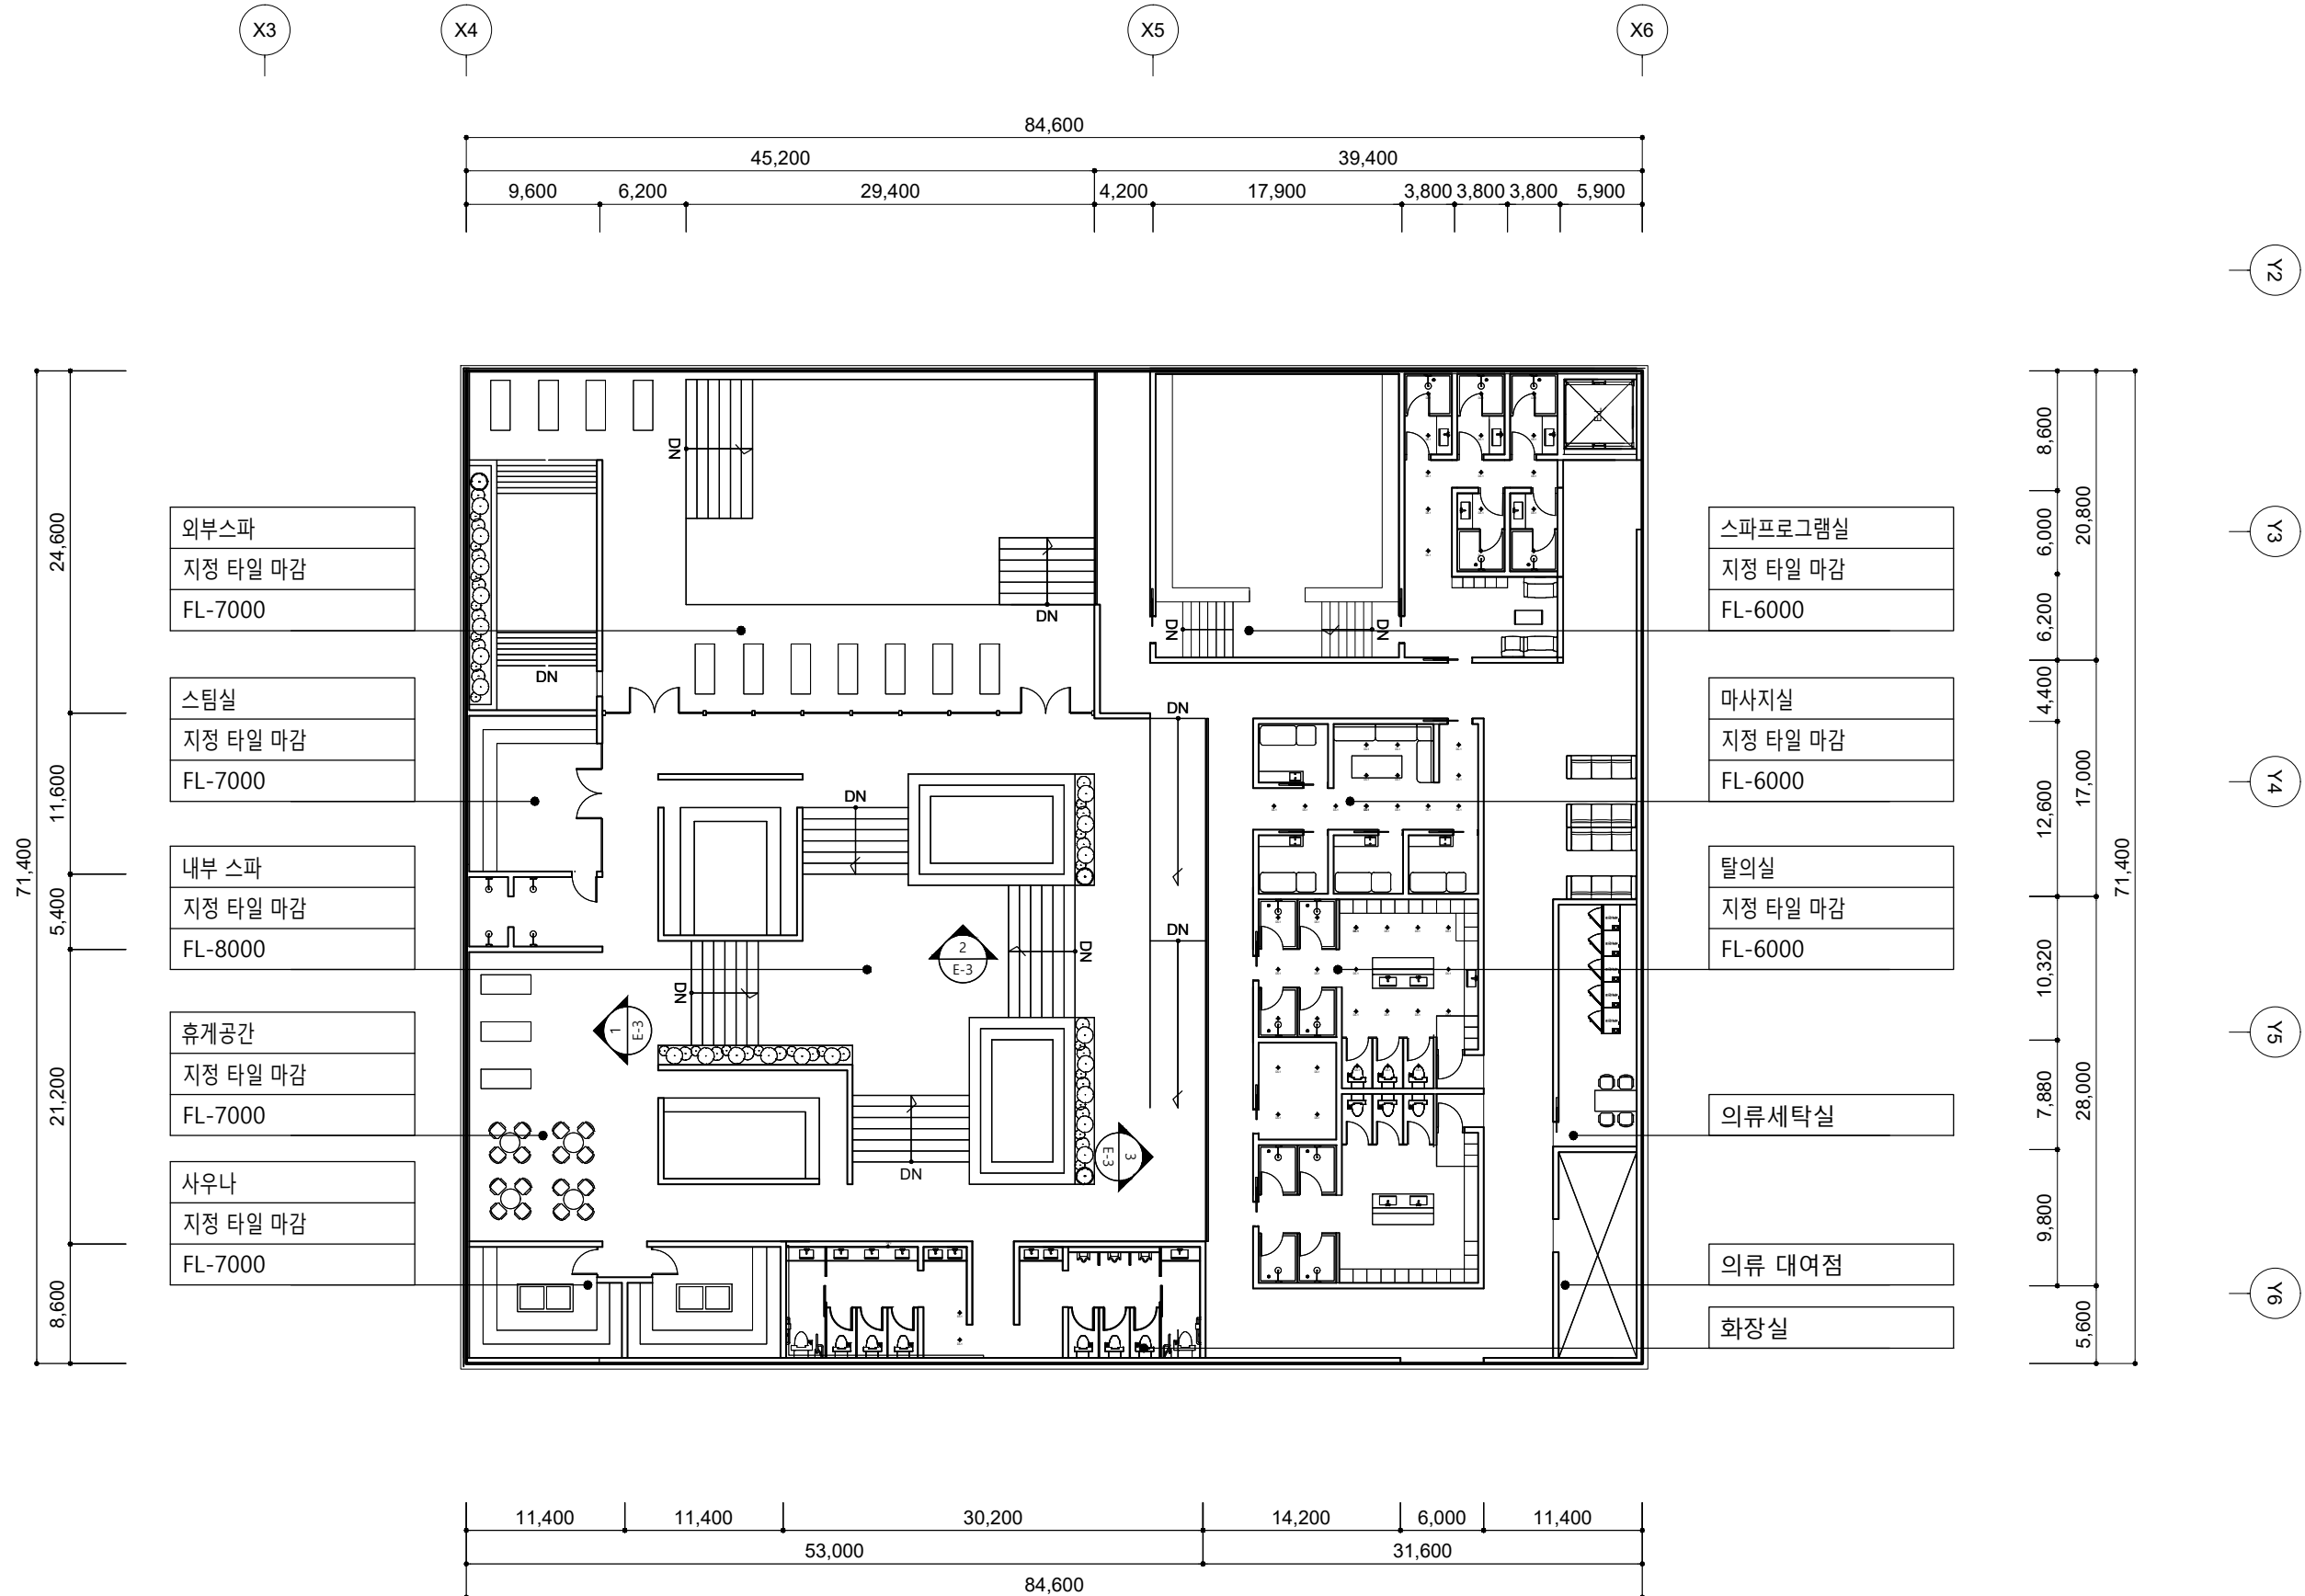 X3 X4 X5 X6
84,600
45,200 39,400
9,600 6,200 29,400 4,200 17,900 3,800 3,800 3,800 5,900
Y2
Y3
Y4
Y5
Y6
71,400
24,600
11,600
5,400
21,200
8,600
외부스파
지정 타일 마감
FL-7000
스팀실
지정 타일 마감
FL-7000
내부 스파
지정 타일 마감
FL-8000
휴게공간
지정 타일 마감
FL-7000
사우나
지정 타일 마감
FL-7000
DN
DN
DN
DN
DN
DN
DN
DN
DN
DN
DN
DN
1
E-3
2
E-3
3
E-3
스파프로그램실
지정 타일 마감
FL-6000
마사지실
지정 타일 마감
FL-6000
탈의실
지정 타일 마감
FL-6000
의류세탁실
의류 대여점
화장실
8,600
6,000
6,200
4,400
12,600
10,320
7,880
9,800
20,800
17,000
28,000
5,600
71,400
11,400 11,400 30,200 14,200 6,000 11,400
53,000 31,600
84,600